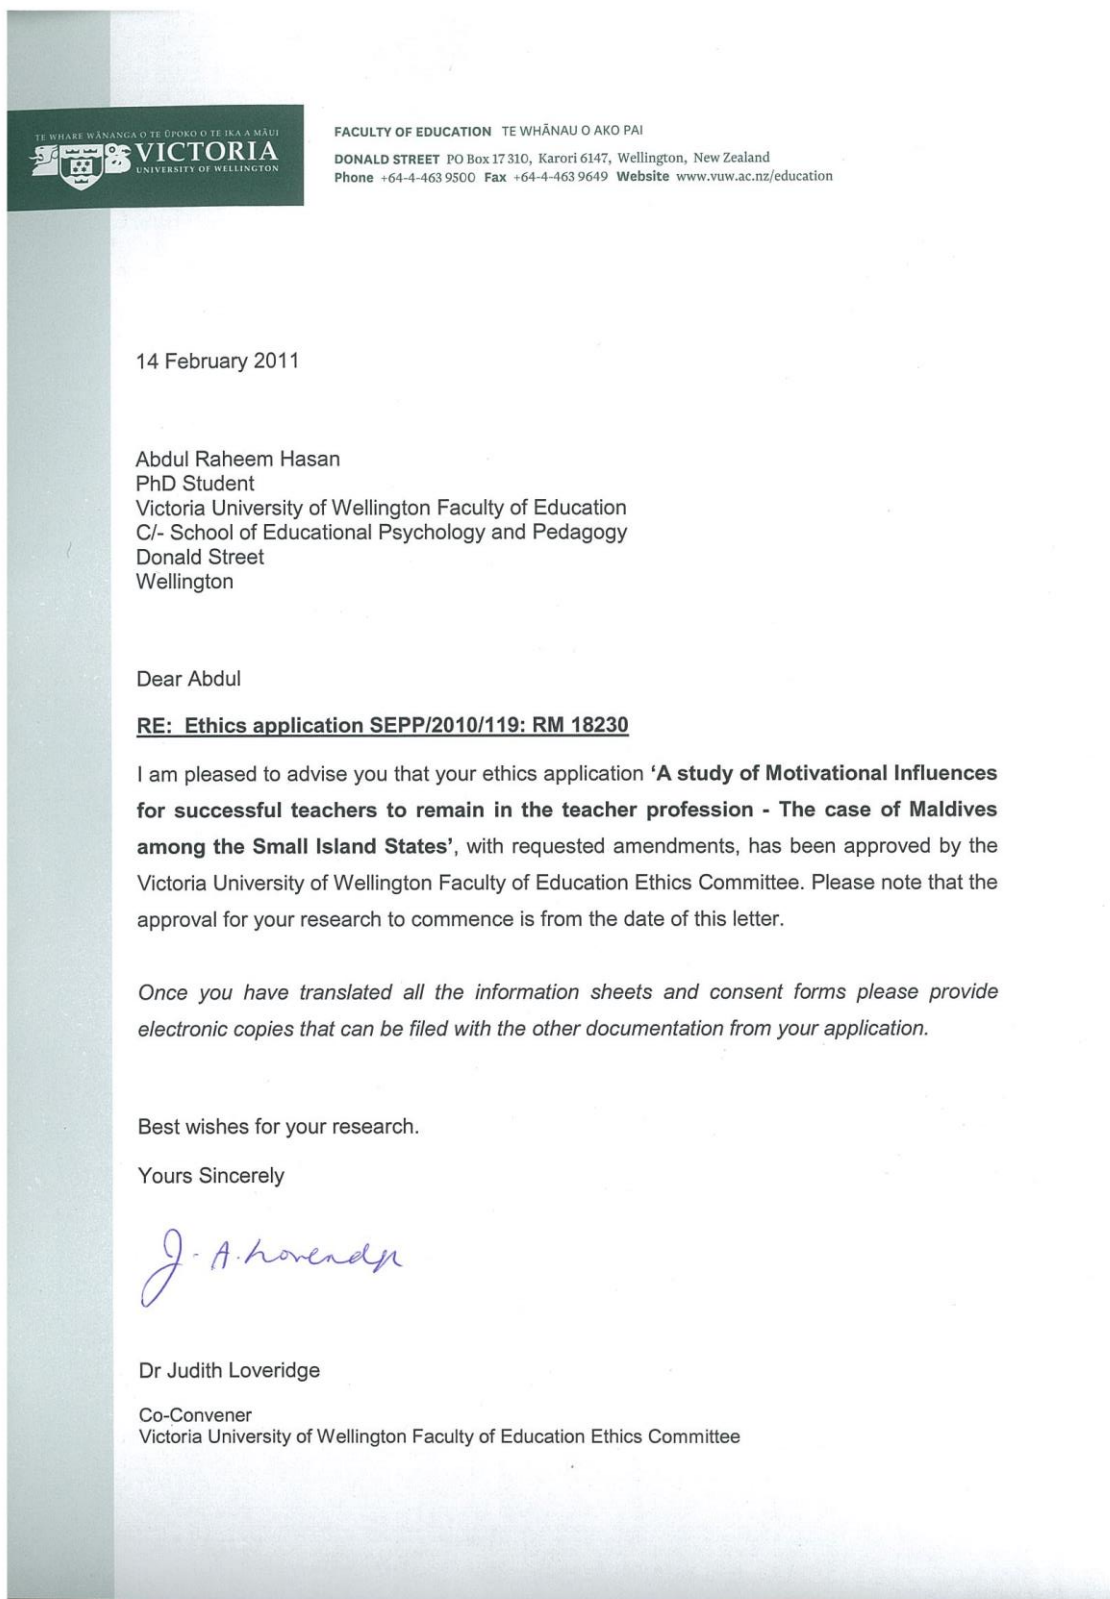 TE WHARE WĀNANGA O TE ŪPOKO O TE IKA A MĀUI
VICTORIA
UNIVERSITY OF WELLINGTON
FACULTY OF EDUCATION TE WHĀNAU O AKO PAI
DONALD STREET PO Box 17 310, Karori 6147, Wellington, New Zealand
Phone +64-4-463 9500 Fax +64-4-463 9649 Website www.vuw.ac.nz/education
14 February 2011
Abdul Raheem Hasan
PhD Student
Victoria University of Wellington Faculty of Education
C/- School of Educational Psychology and Pedagogy
Donald Street
Wellington
Dear Abdul
RE: Ethics application SEPP/2010/119: RM 18230
I am pleased to advise you that your ethics application ‘A study of Motivational Influences
for successful teachers to remain in the teacher profession - The case of Maldives
among the Small Island States’, with requested amendments, has been approved by the
Victoria University of Wellington Faculty of Education Ethics Committee. Please note that the
approval for your research to commence is from the date of this letter.
Once you have translated all the information sheets and consent forms please provide
electronic copies that can be filed with the other documentation from your application.
Best wishes for your research.
Yours Sincerely
J. A. Loveridge
Dr Judith Loveridge
Co-Convener
Victoria University of Wellington Faculty of Education Ethics Committee